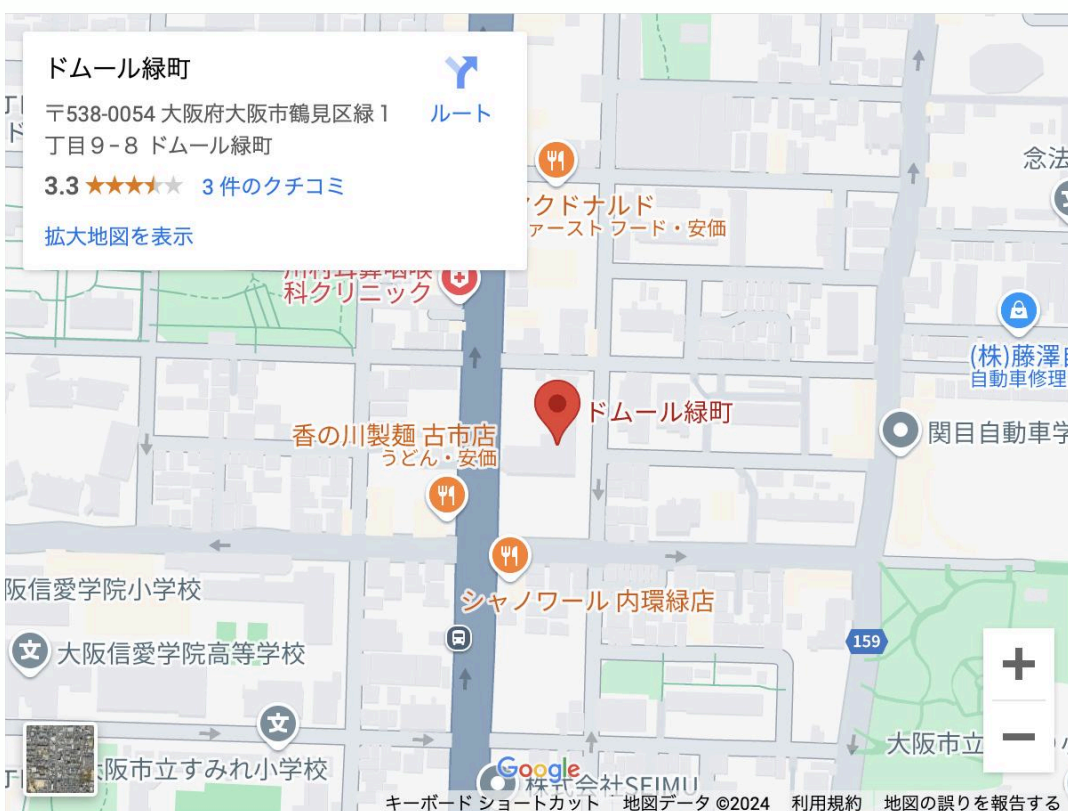 ドムール緑町
〒538-0054 大阪府大阪市鶴見区緑1
丁目9-8 ドムール緑町
ルート
3.3
3 件のクチコミ
拡大地図を表示
クドナルド
ァースト フード・安価
念法
科クリニック
(株)藤澤自
自動車修理
ドムール緑町
香の川製麺 古市店
うどん・安価
関目自動車学
シャノワール 内環緑店
阪信愛学院小学校
大阪信愛学院高等学校
159
大阪市立
阪市立すみれ小学校
Google
株式会社SEIMU
キーボード ショートカット
地図データ ©2024
利用規約
地図の誤りを報告する